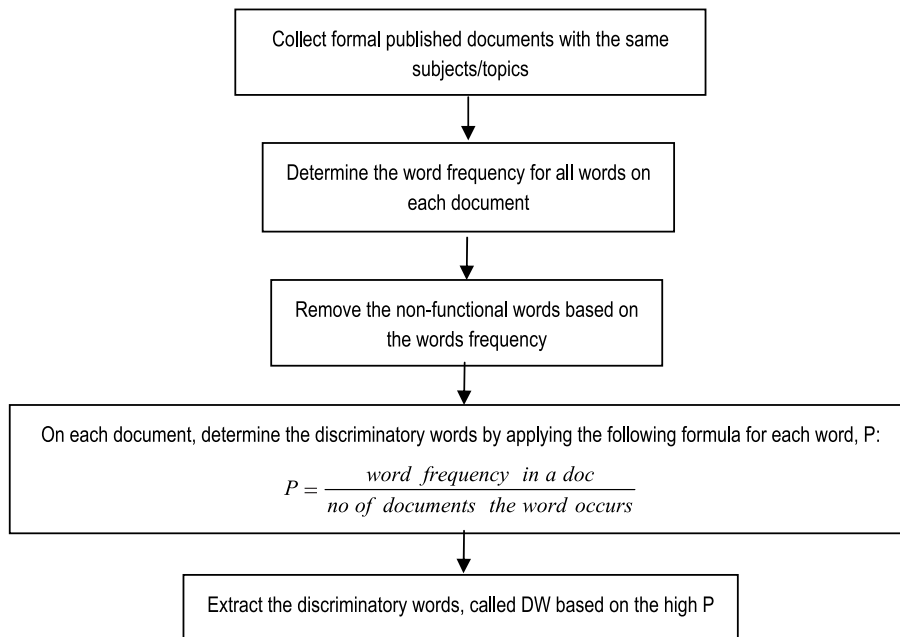 Collect formal published documents with the same
subjects/topics
Determine the word frequency for all words on
each document
Remove the non-functional words based on
the words frequency
On each document, determine the discriminatory words by applying the following formula for each word, P:
P = word frequency in a doc
no of documents the word occurs
Extract the discriminatory words, called DW based on the high P